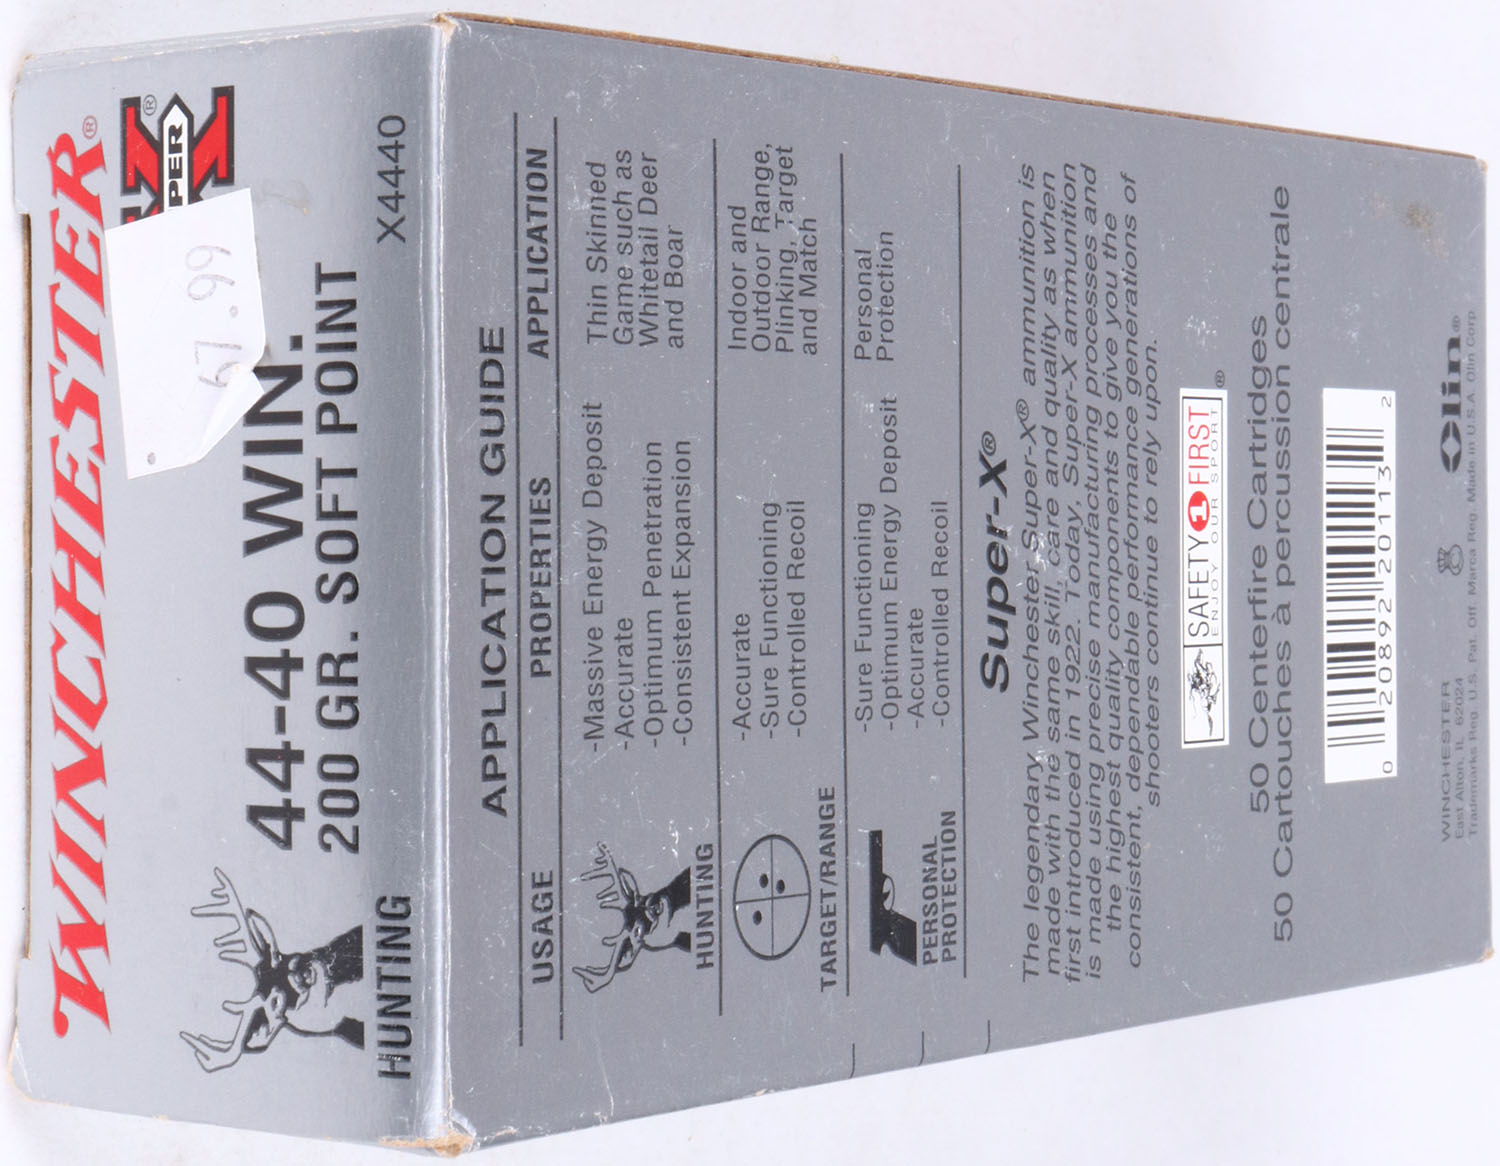 WINCHESTER®
PER
X ®
67.99
44-40 WIN.
200 GR. SOFT POINT
HUNTING
X4440
APPLICATION GUIDE
USAGE PROPERTIES APPLICATION
HUNTING
-Massive Energy Deposit
-Accurate
-Optimum Penetration
-Consistent Expansion
Thin Skinned
Game such as
Whitetail Deer
and Boar
TARGET/RANGE
-Accurate
-Sure Functioning
-Controlled Recoil
Indoor and
Outdoor Range,
Plinking, Target
and Match
PERSONAL
PROTECTION
-Sure Functioning
-Optimum Energy Deposit
-Accurate
-Controlled Recoil
Personal
Protection
Super-X®
The legendary Winchester Super-X® ammunition is
made with the same skill, care and quality as when
first introduced in 1922. Today, Super-X ammunition
is made using precise manufacturing processes and
the highest quality components to give you the
consistent, dependable performance generations of
shooters continue to rely upon.
SAFETY 1 FIRST ®
ENJOY OUR SPORT
50 Centerfire Cartridges
50 Cartouches à percussion centrale
0 20892 20113 2
WINCHESTER
East Alton, IL 62024
Trademarks Reg. U.S. Pat. Off. Marca Reg. Made in U.S.A. Olin Corp
Olin®